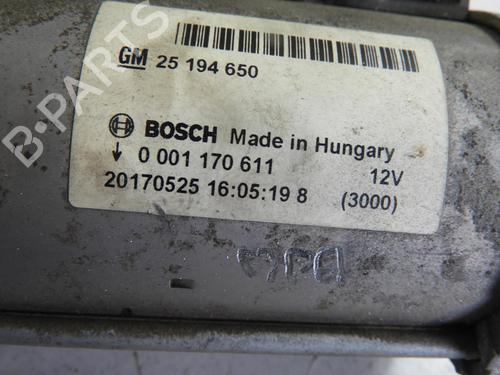 GM 25 194 650
BOSCH Made in Hungary
0 001 170 611 12V
20170525 16:05:19 8 (3000)
B-PARTS